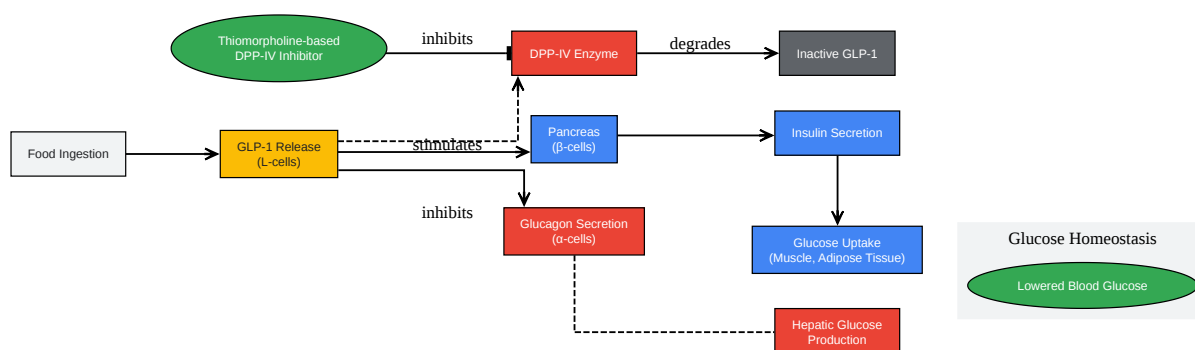 Thiomorpholine-based
DPP-IV Inhibitor
inhibits
DPP-IV Enzyme
degrades
Inactive GLP-1
Food Ingestion
GLP-1 Release
(L-cells)
stimulates
Pancreas
(β-cells)
Insulin Secretion
inhibits
Glucagon Secretion
(α-cells)
Glucose Uptake
(Muscle, Adipose Tissue)
Glucose Homeostasis
Lowered Blood Glucose
Hepatic Glucose
Production